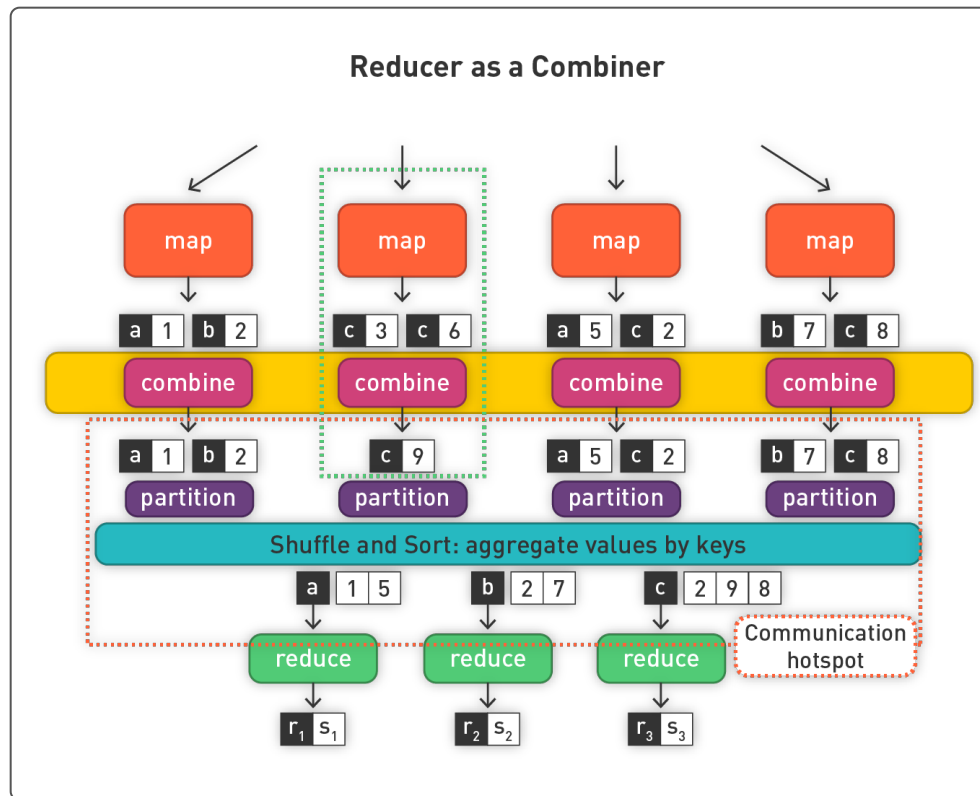 Reducer as a Combiner
map map map map
a 1 b 2 c 3 c 6 a 5 c 2 b 7 c 8
combine combine combine combine
a 1 b 2 c 9 a 5 c 2 b 7 c 8
partition partition partition partition
Shuffle and Sort: aggregate values by keys
a 1 5 b 2 7 c 2 9 8
Communication
hotspot
reduce reduce reduce
r₁ s₁ r₂ s₂ r₃ s₃